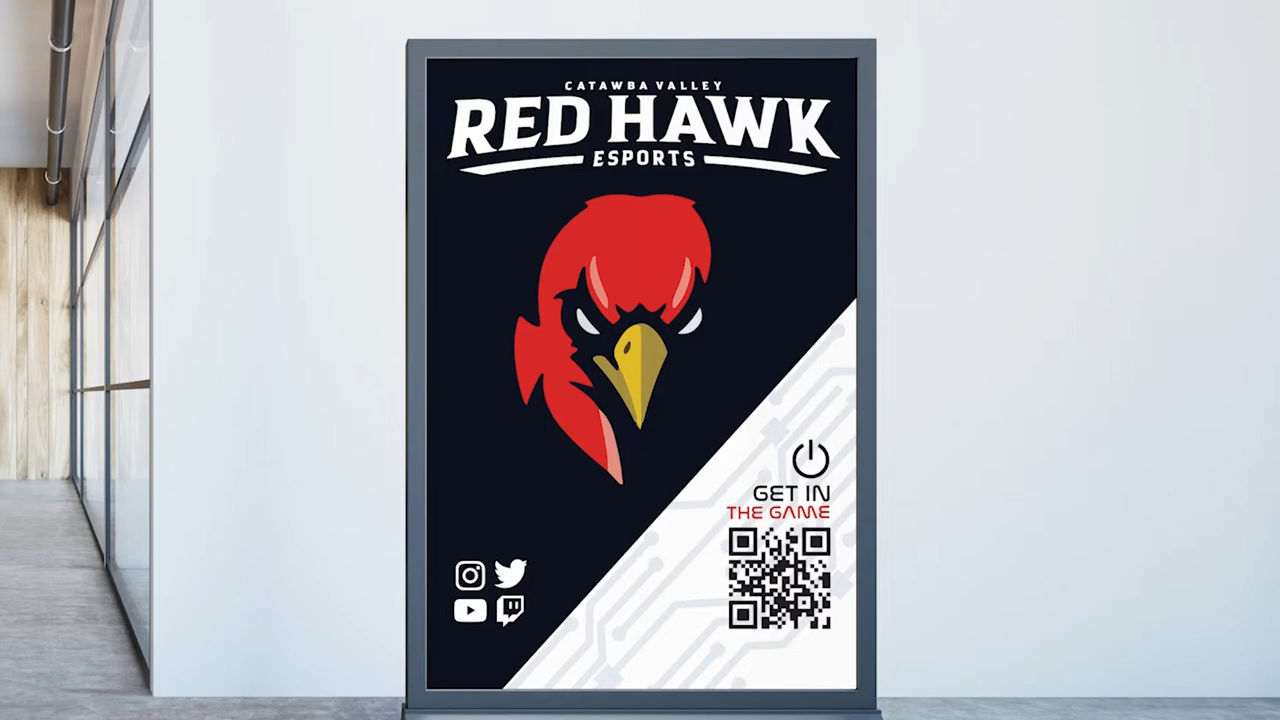 CATAWBA VALLEY
RED HAWK
ESPORTS
GET IN
THE GAME